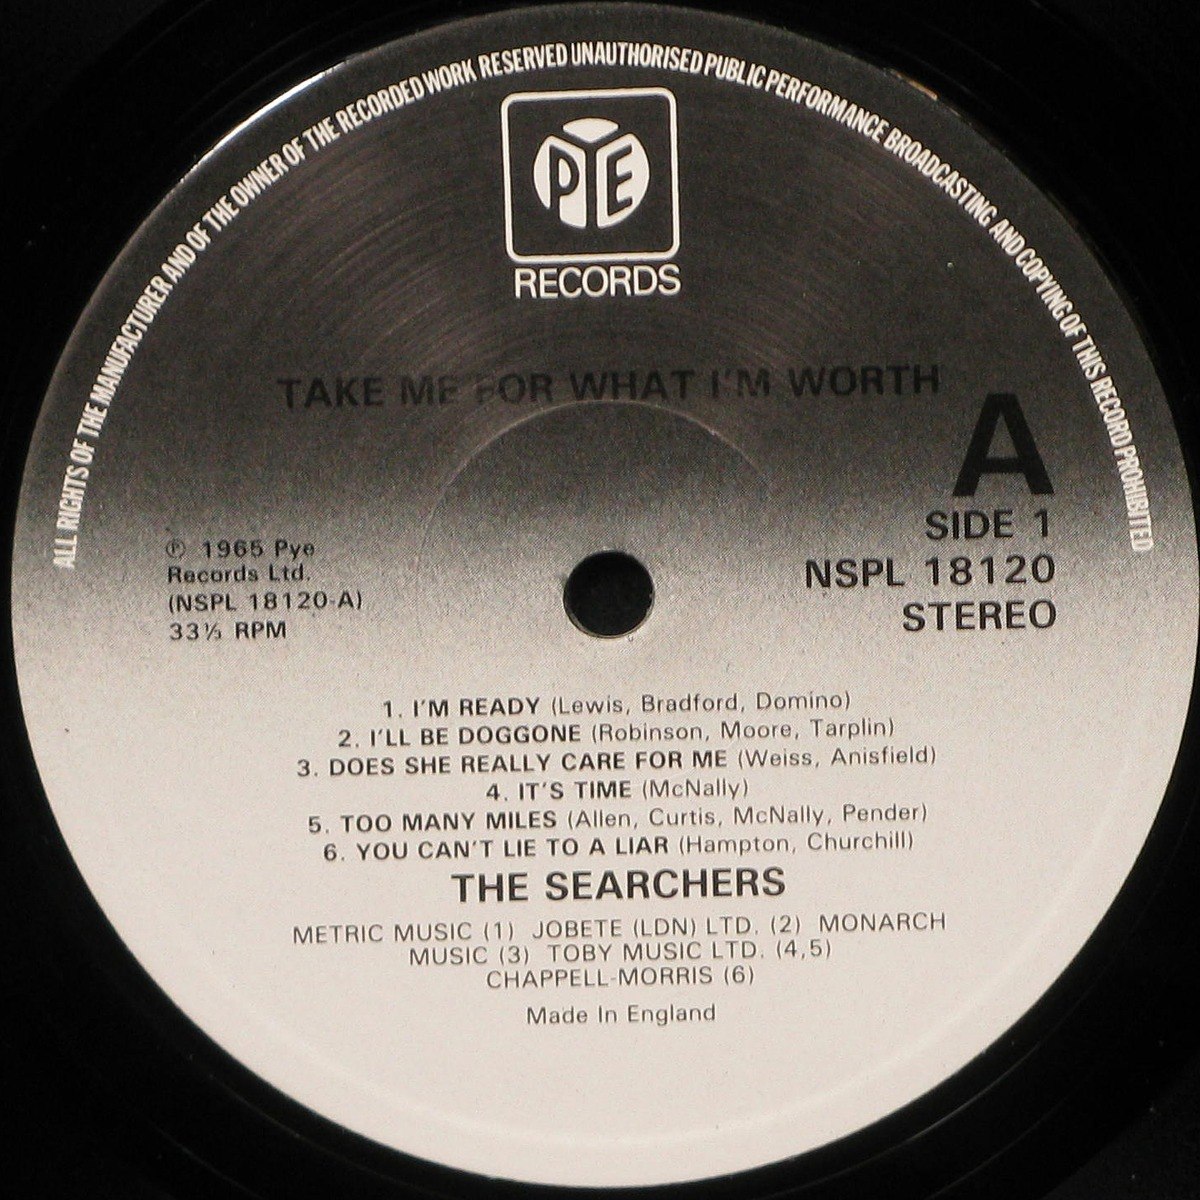 ALL RIGHTS OF THE MANUFACTURER AND OF THE OWNER OF THE RECORDED WORK RESERVED UNAUTHORISED PUBLIC PERFORMANCE BROADCASTING AND COPYING OF THIS RECORD PROHIBITED
PYE
RECORDS
TAKE ME FOR WHAT I'M WORTH
A
SIDE 1
NSPL 18120
STEREO
℗ 1965 Pye
Records Ltd.
(NSPL 18120-A)
33⅓ RPM
1. I'M READY (Lewis, Bradford, Domino)
2. I'LL BE DOGGONE (Robinson, Moore, Tarplin)
3. DOES SHE REALLY CARE FOR ME (Weiss, Anisfield)
4. IT'S TIME (McNally)
5. TOO MANY MILES (Allen, Curtis, McNally, Pender)
6. YOU CAN'T LIE TO A LIAR (Hampton, Churchill)
THE SEARCHERS
METRIC MUSIC (1) JOBETE (LDN) LTD. (2) MONARCH
MUSIC (3) TOBY MUSIC LTD. (4,5)
CHAPPELL-MORRIS (6)
Made In England